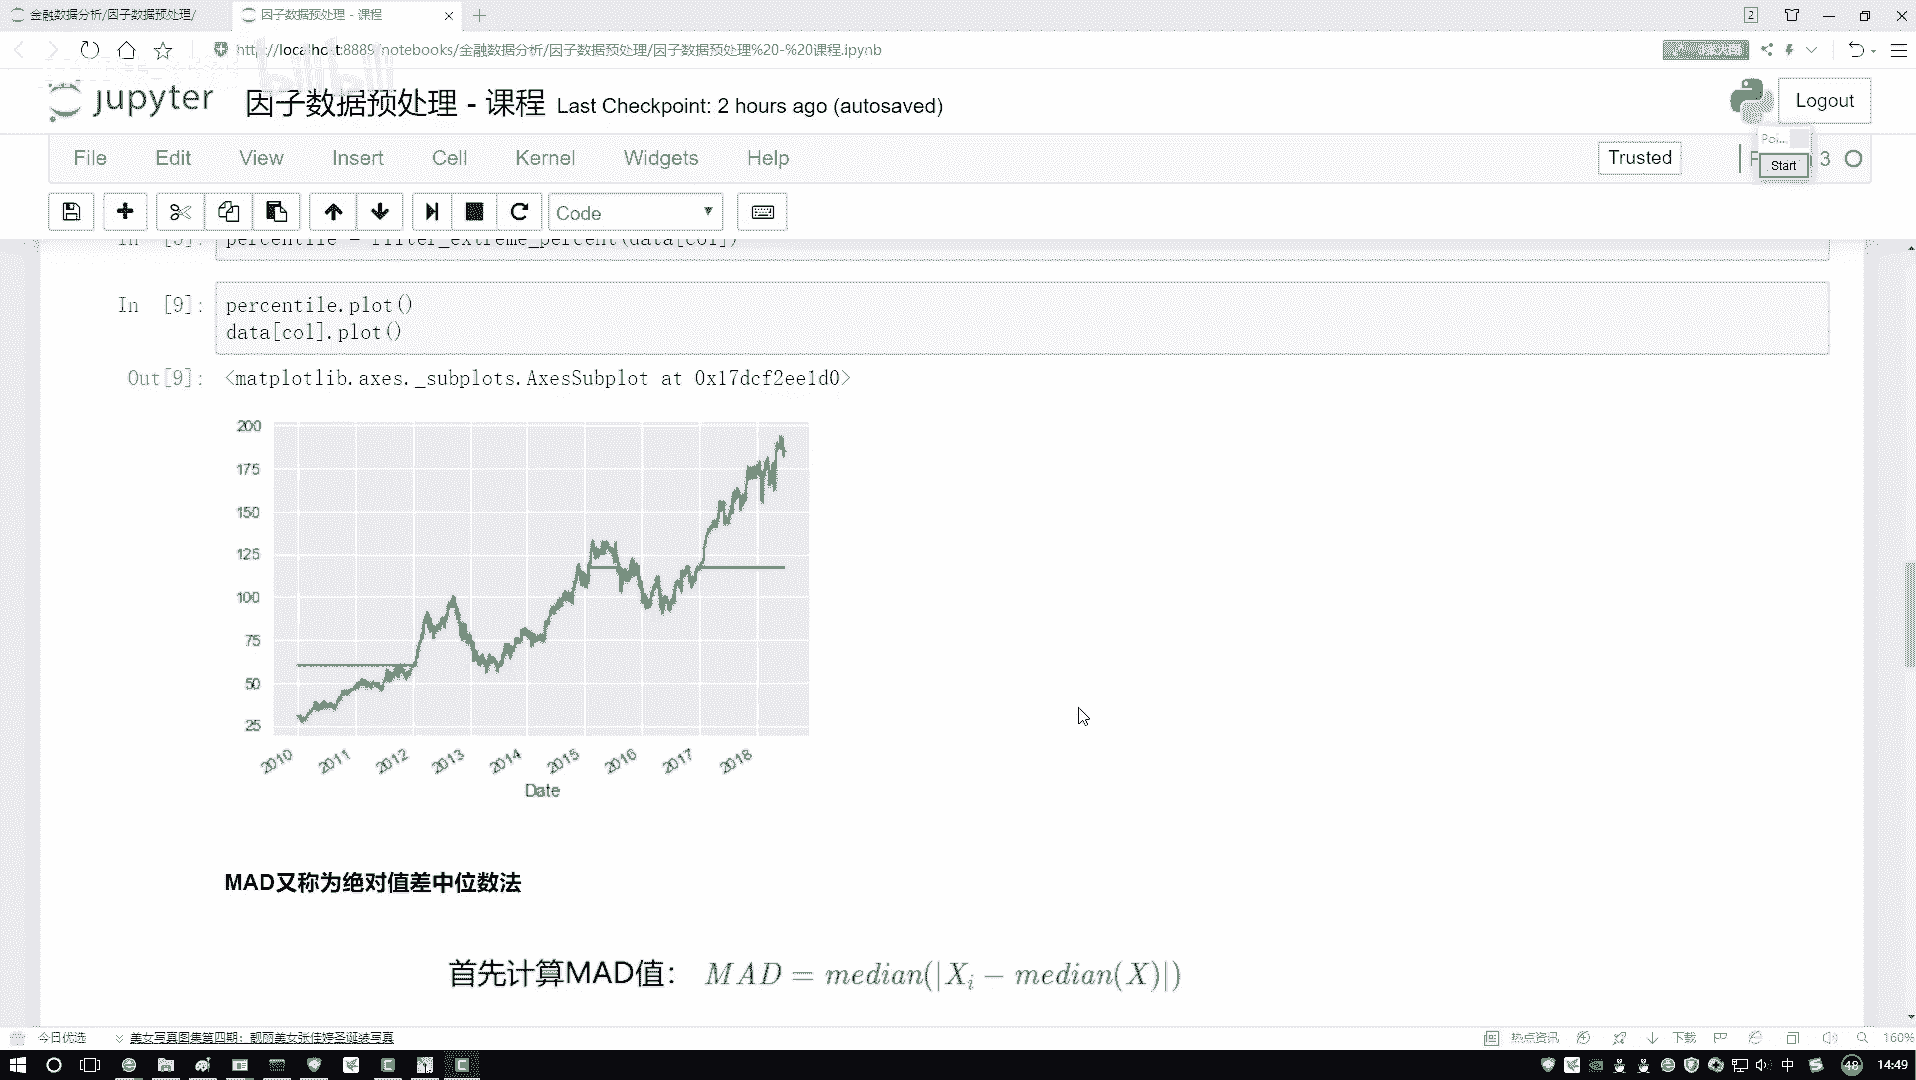 金融数据分析/因子数据预处理/
因子数据预处理 - 课程
2
http://localhost:8889/notebooks/金融数据分析/因子数据预处理/因子数据预处理%20-%20课程.ipynb
jupyter 因子数据预处理 - 课程 Last Checkpoint: 2 hours ago (autosaved)
Logout
File Edit View Insert Cell Kernel Widgets Help
Trusted
Poi...
Start
3
Code
In [5]: percentile = filter_extreme_percent(data[col])
In [9]: percentile.plot()
data[col].plot()
Out[9]: <matplotlib.axes._subplots.AxesSubplot at 0x17dcf2ee1d0>
200
175
150
125
100
75
50
25
2010 2011 2012 2013 2014 2015 2016 2017 2018
Date
MAD又称为绝对值差中位数法
首先计算MAD值： MAD = median(|Xi − median(X)|)
今日优选 美女写真图集第四期：靓丽美女张佳婷圣诞装写真
热点资讯 下载 160%
中 48 14:49